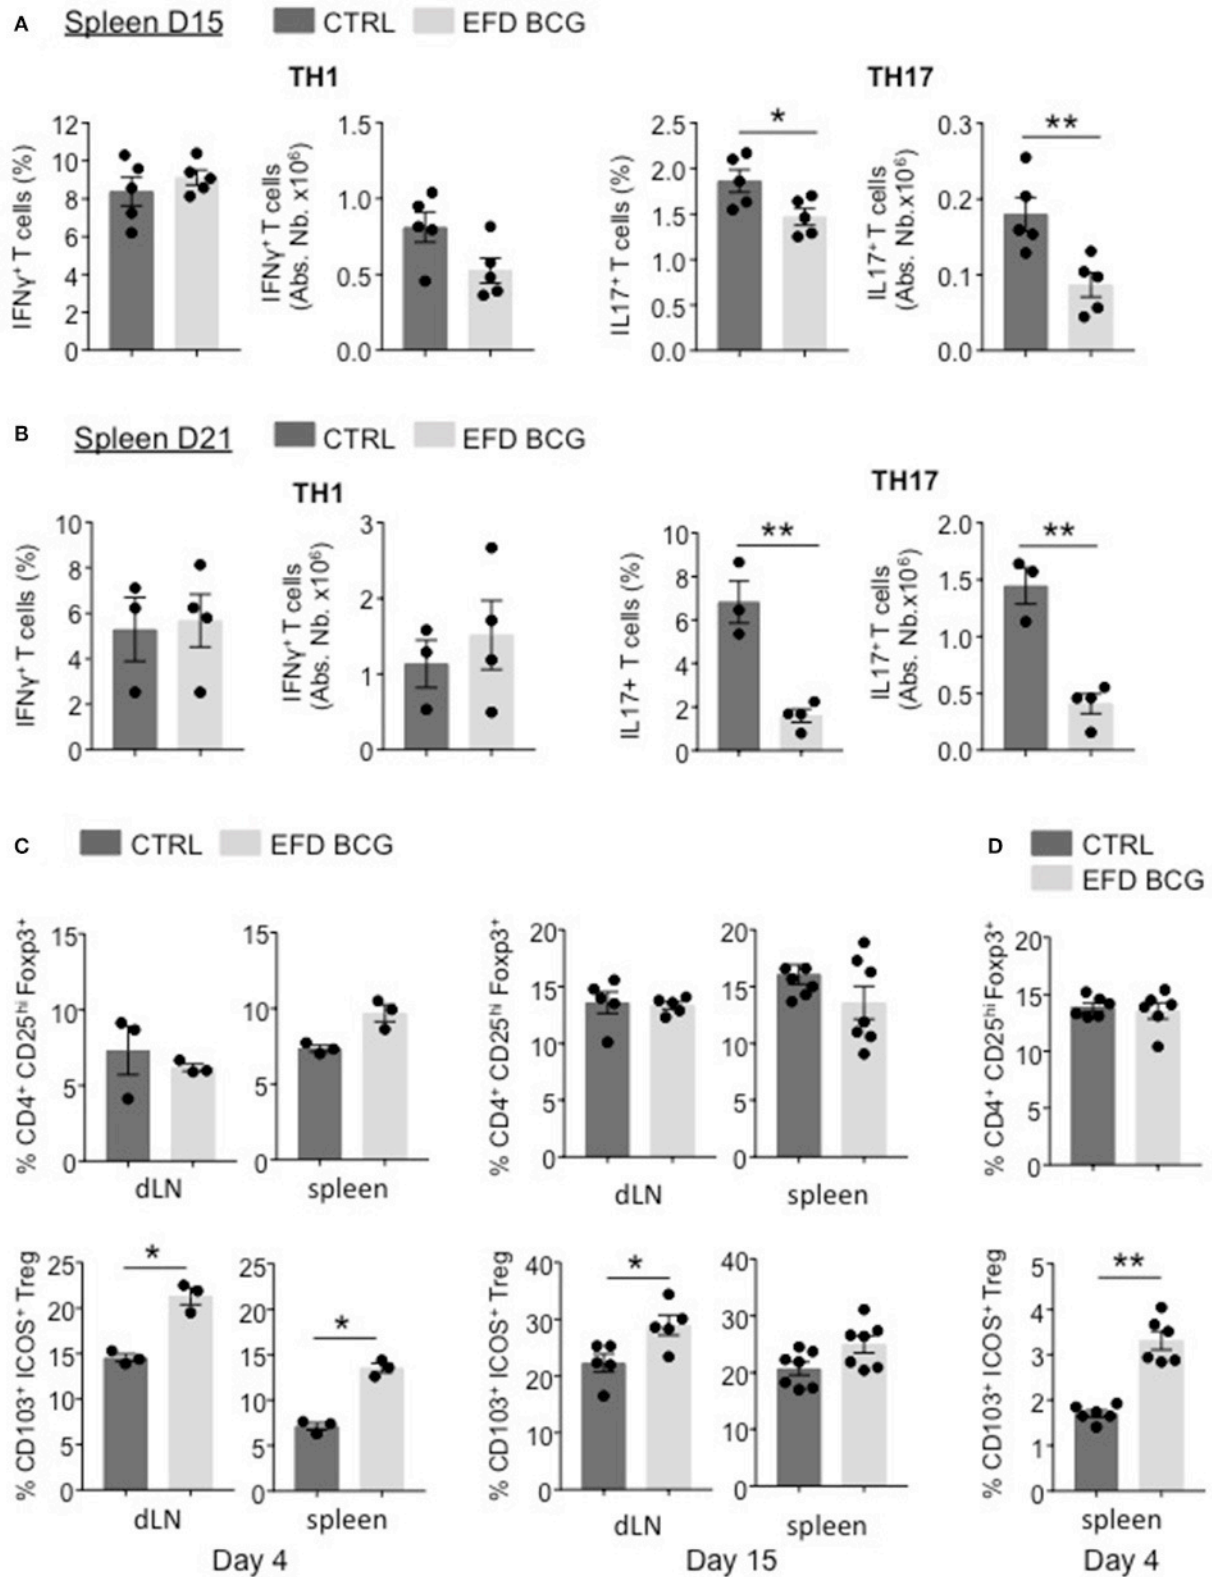 A Spleen D15 CTRL EFD BCG
TH1 TH17
IFNγ⁺ T cells (%)
12
10
8
6
4
2
0
IFNγ⁺ T cells
(Abs. Nb. x10⁶)
1.5
1.0
0.5
0.0
IL17⁺ T cells (%)
2.5
2.0
1.5
1.0
0.5
0.0
*
IL17⁺ T cells
(Abs. Nb.x10⁶)
0.3
0.2
0.1
0.0
**
B Spleen D21 CTRL EFD BCG
TH1 TH17
IFNγ⁺ T cells (%)
10
8
6
4
2
0
IFNγ⁺ T cells
(Abs. Nb. x10⁶)
3
2
1
0
IL17+ T cells (%)
10
8
6
4
2
0
**
IL17⁺ T cells
(Abs. Nb.x10⁶)
2.0
1.5
1.0
0.5
0.0
**
C CTRL EFD BCG
% CD4⁺ CD25ʰⁱ Foxp3⁺
15
10
5
0
dLN
15
10
5
0
spleen
% CD4⁺ CD25ʰⁱ Foxp3⁺
20
15
10
5
0
dLN
20
15
10
5
0
spleen
% CD103⁺ ICOS⁺ Treg
25
20
15
10
5
0
*
dLN
25
20
15
10
5
0
*
spleen
Day 4
% CD103⁺ ICOS⁺ Treg
40
30
20
10
0
*
dLN
40
30
20
10
0
spleen
Day 15
D CTRL
EFD BCG
% CD4⁺ CD25ʰⁱ Foxp3⁺
20
15
10
5
0
% CD103⁺ ICOS⁺ Treg
5
4
3
2
1
0
**
spleen
Day 4